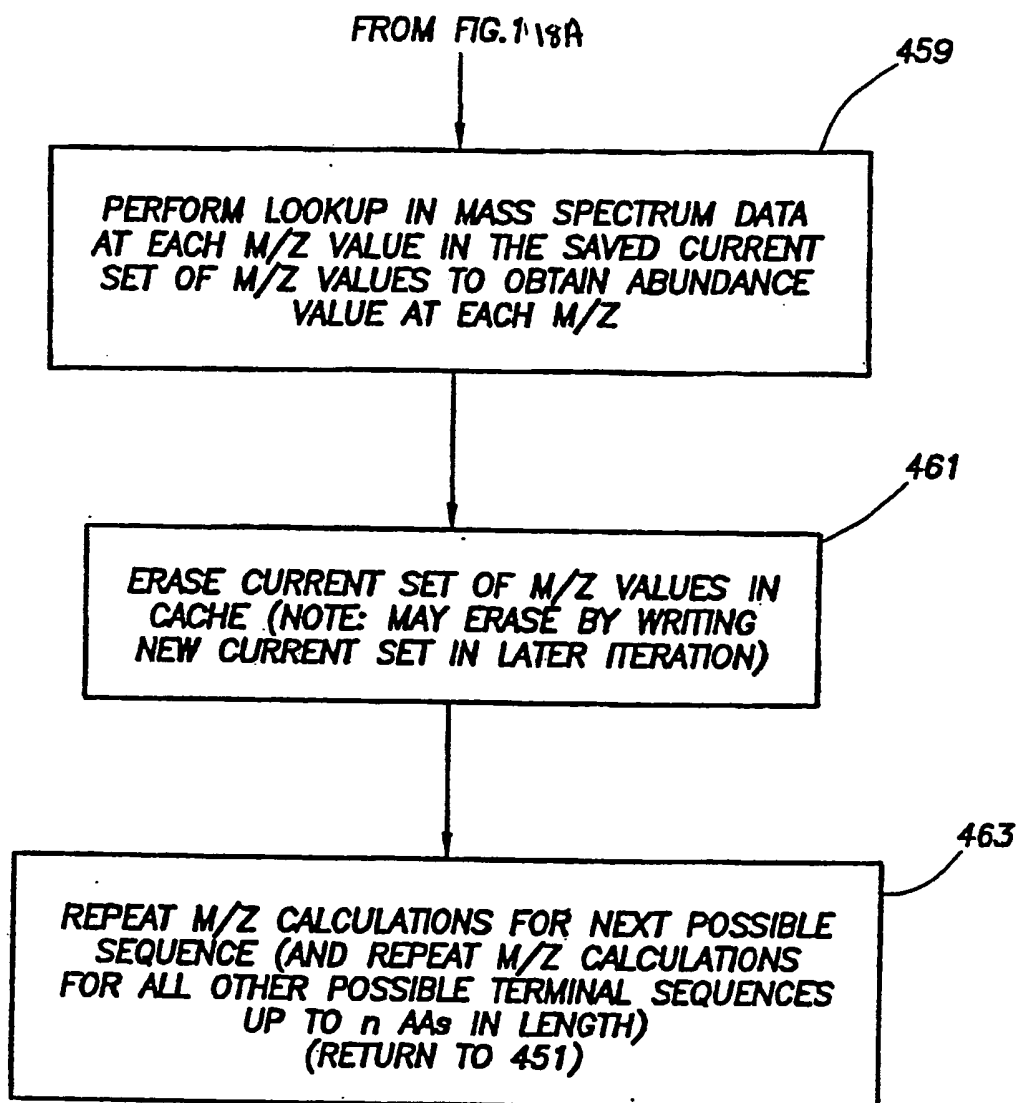 FROM FIG. 18A
459
PERFORM LOOKUP IN MASS SPECTRUM DATA
AT EACH M/Z VALUE IN THE SAVED CURRENT
SET OF M/Z VALUES TO OBTAIN ABUNDANCE
VALUE AT EACH M/Z
461
ERASE CURRENT SET OF M/Z VALUES IN
CACHE (NOTE: MAY ERASE BY WRITING
NEW CURRENT SET IN LATER ITERATION)
463
REPEAT M/Z CALCULATIONS FOR NEXT POSSIBLE
SEQUENCE (AND REPEAT M/Z CALCULATIONS
FOR ALL OTHER POSSIBLE TERMINAL SEQUENCES
UP TO n AAs IN LENGTH)
(RETURN TO 451)